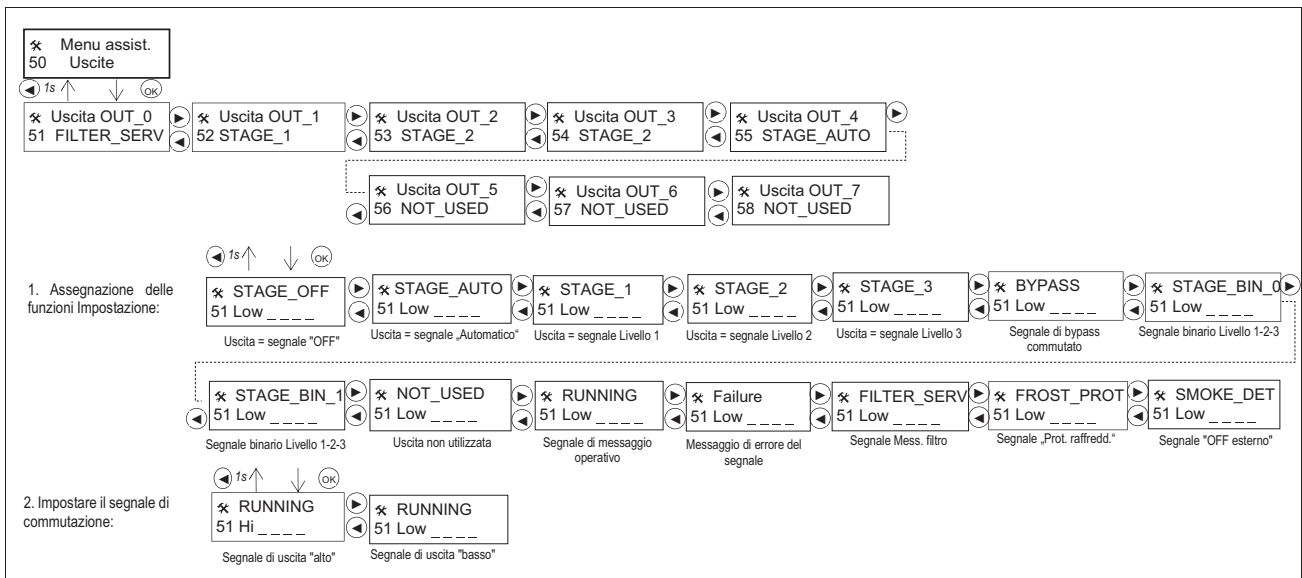 Menu assist.
50 Uscite
1s OK
Uscita OUT_0
51 FILTER_SERV
Uscita OUT_1
52 STAGE_1
Uscita OUT_2
53 STAGE_2
Uscita OUT_3
54 STAGE_2
Uscita OUT_4
55 STAGE_AUTO
Uscita OUT_5
56 NOT_USED
Uscita OUT_6
57 NOT_USED
Uscita OUT_7
58 NOT_USED
1s OK
1. Assegnazione delle
funzioni Impostazione:
STAGE_OFF
51 Low _ _ _ _
Uscita = segnale "OFF"
STAGE_AUTO
51 Low _ _ _ _
Uscita = segnale „Automatico“
STAGE_1
51 Low _ _ _ _
Uscita = segnale Livello 1
STAGE_2
51 Low _ _ _ _
Uscita = segnale Livello 2
STAGE_3
51 Low _ _ _ _
Uscita = segnale Livello 3
BYPASS
51 Low _ _ _ _
Segnale di bypass
commutato
STAGE_BIN_0
51 Low _ _ _ _
Segnale binario Livello 1-2-3
STAGE_BIN_1
51 Low _ _ _ _
Segnale binario Livello 1-2-3
NOT_USED
51 Low _ _ _ _
Uscita non utilizzata
RUNNING
51 Low _ _ _ _
Segnale di messaggio
operativo
Failure
51 Low _ _ _ _
Messaggio di errore del
segnale
FILTER_SERV
51 Low _ _ _ _
Segnale Mess. filtro
FROST_PROT
51 Low _ _ _ _
Segnale „Prot. raffredd.“
SMOKE_DET
51 Low _ _ _ _
Segnale "OFF esterno"
1s OK
2. Impostare il segnale di
commutazione:
RUNNING
51 Hi _ _ _ _
Segnale di uscita "alto"
RUNNING
51 Low _ _ _ _
Segnale di uscita "basso"